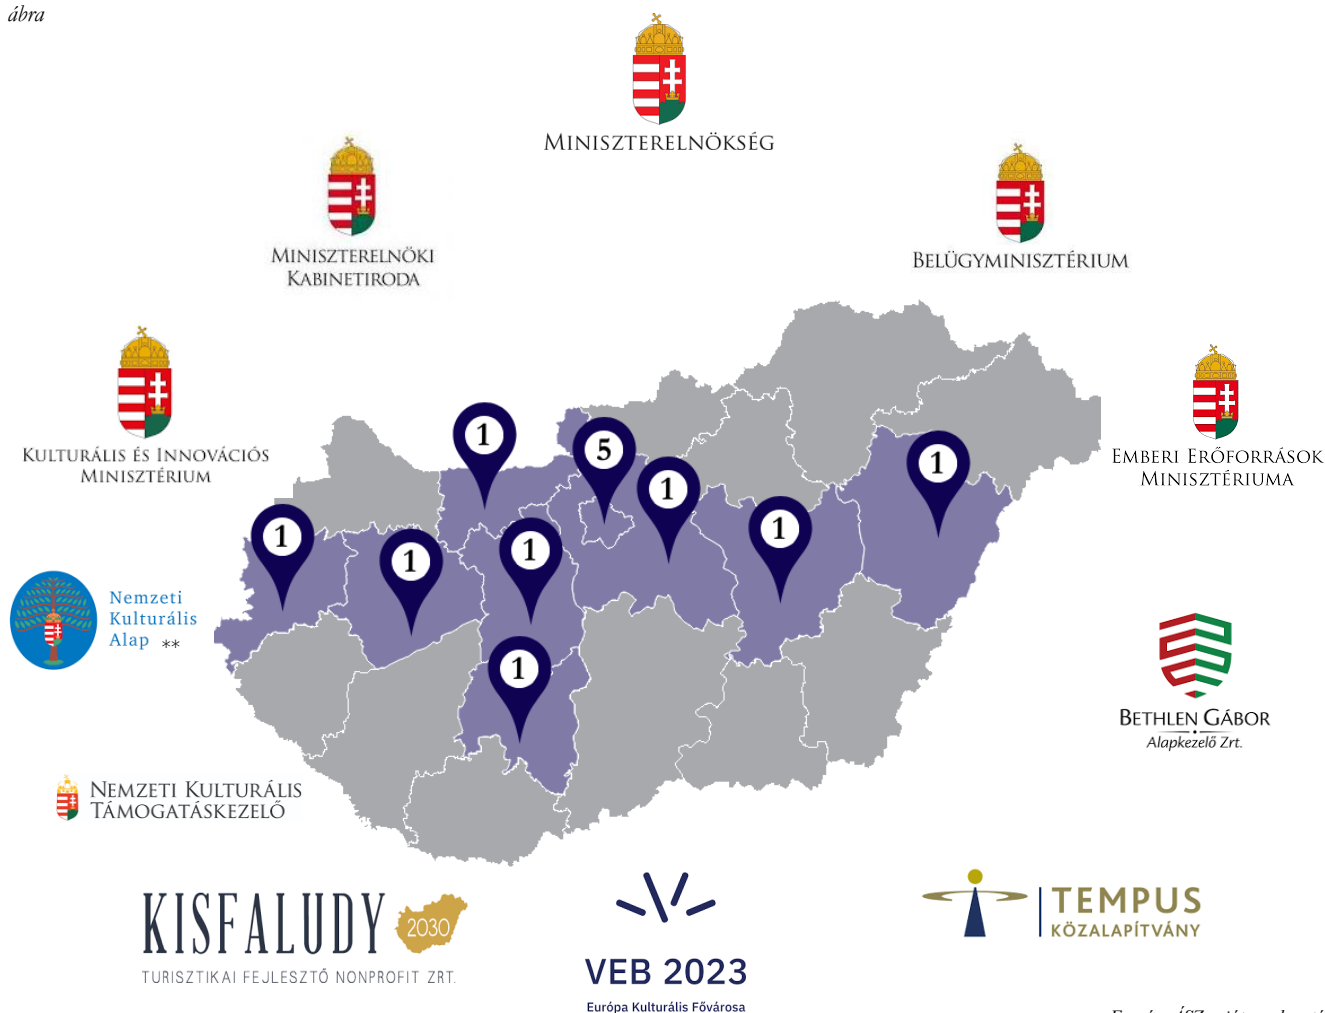 ábra
MINISZTERELNÖKSÉG
MINISZTERELNÖKI
KABINETIRODA
BELÜGYMINISZTÉRIUM
KULTURÁLIS ÉS INNOVÁCIÓS
MINISZTÉRIUM
EMBERI ERŐFORRÁSOK
MINISZTÉRIUMA
1
5
1
1
1
1
1
1
1
Nemzeti
Kulturális
Alap **
BETHLEN GÁBOR
Alapkezelő Zrt.
NEMZETI KULTURÁLIS
TÁMOGATÁSKEZELŐ
KISFALUDY 2030
TURISZTIKAI FEJLESZTŐ NONPROFIT ZRT.
VEB 2023
Európa Kulturális Fővárosa
TEMPUS
KÖZALAPÍTVÁNY